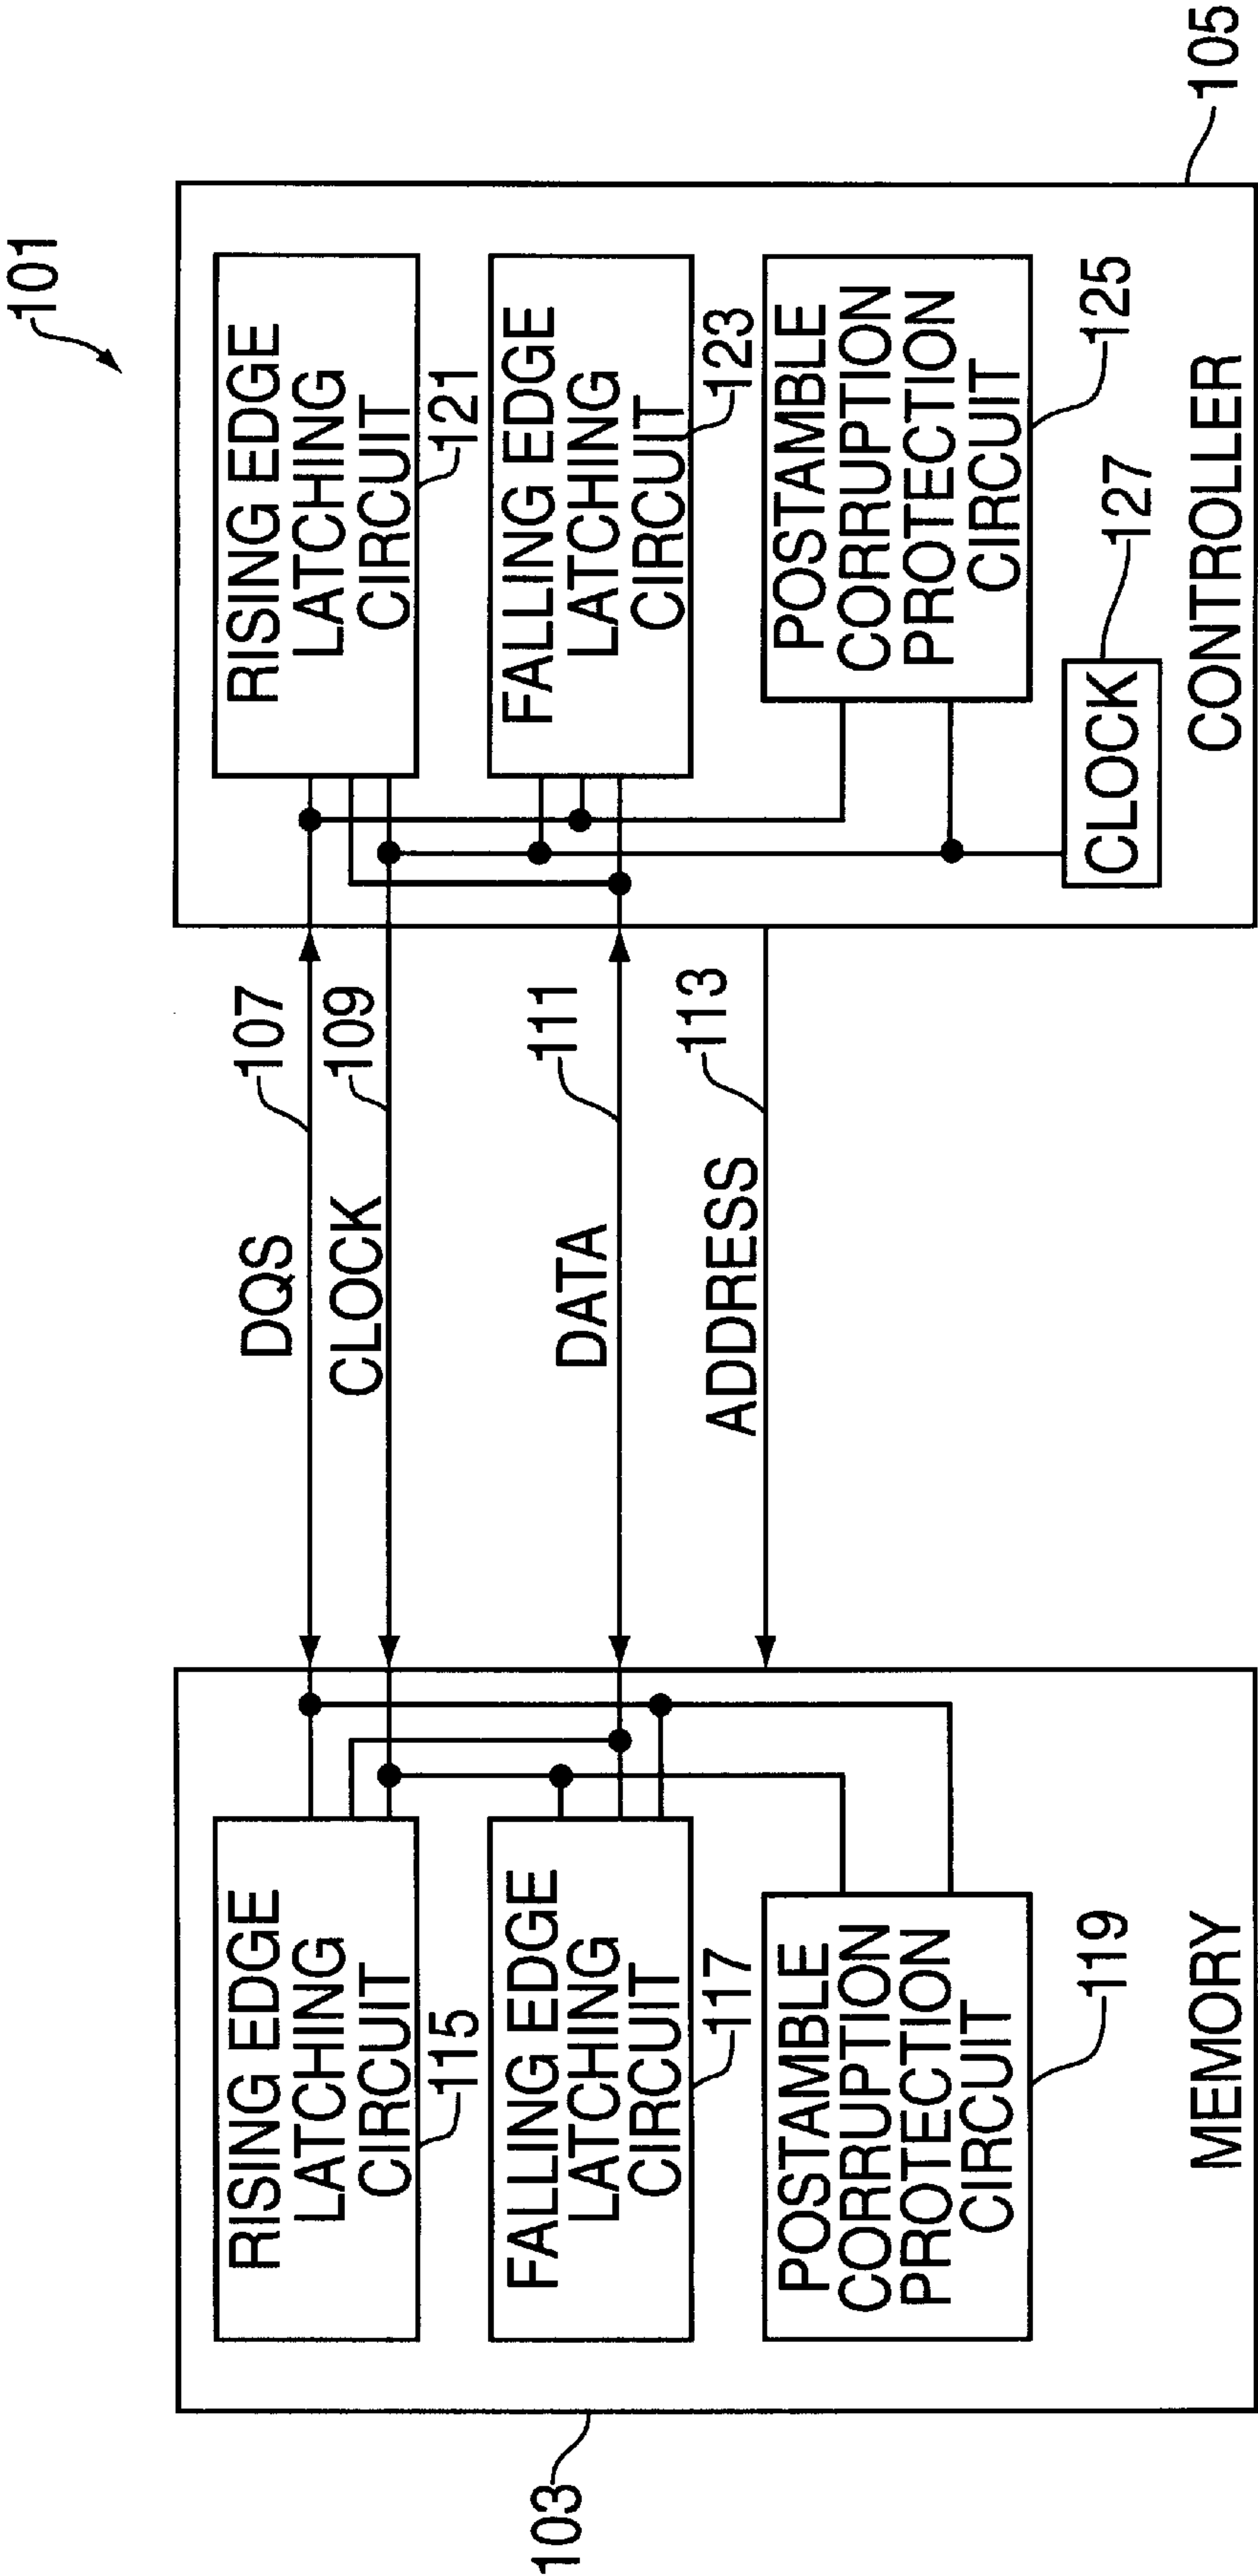 101
RISING EDGE
LATCHING
CIRCUIT
115
FALLING EDGE
LATCHING
CIRCUIT
117
POSTAMBLE
CORRUPTION
PROTECTION
CIRCUIT
119
MEMORY
103
DQS
107
CLOCK
109
DATA
111
ADDRESS
113
RISING EDGE
LATCHING
CIRCUIT
121
FALLING EDGE
LATCHING
CIRCUIT
123
POSTAMBLE
CORRUPTION
PROTECTION
CIRCUIT
125
CLOCK
127
CONTROLLER
105